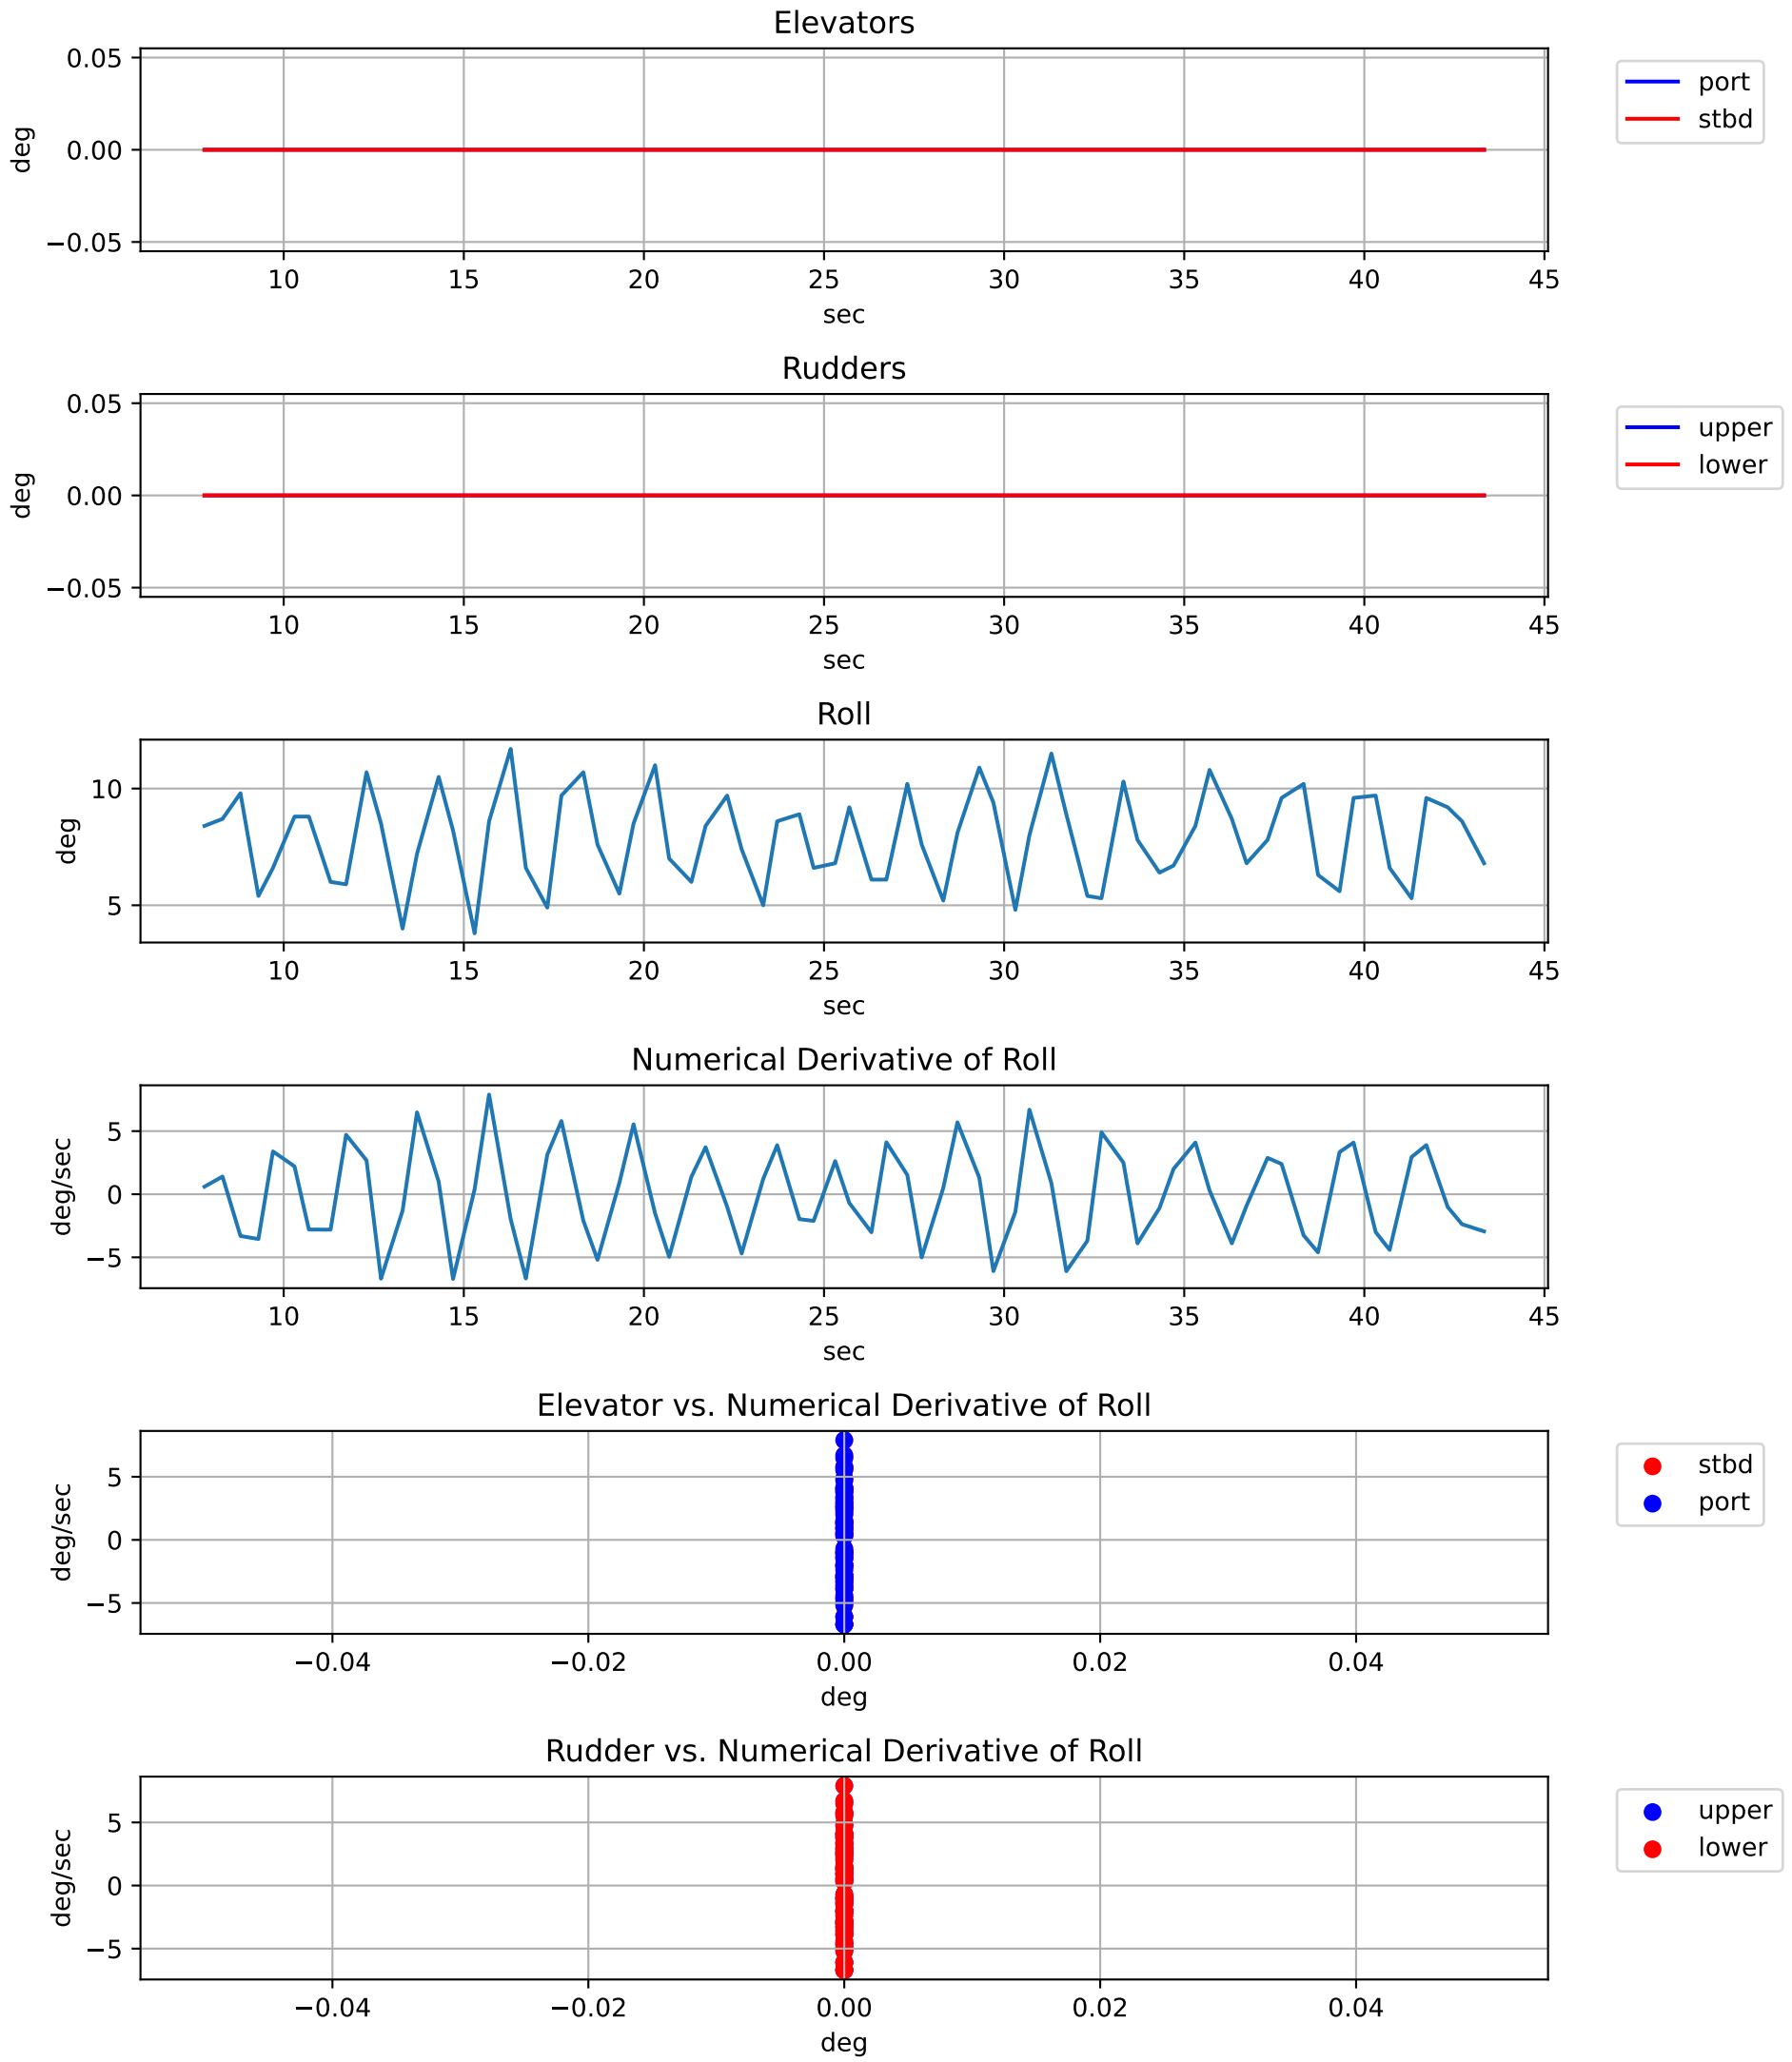 Elevators
0.05
0.00
−0.05
deg
10 15 20 25 30 35 40 45
sec
port
stbd
Rudders
0.05
0.00
−0.05
deg
10 15 20 25 30 35 40 45
sec
upper
lower
Roll
10
5
deg
10 15 20 25 30 35 40 45
sec
Numerical Derivative of Roll
5
0
−5
deg/sec
10 15 20 25 30 35 40 45
sec
Elevator vs. Numerical Derivative of Roll
5
0
−5
deg/sec
−0.04 −0.02 0.00 0.02 0.04
deg
stbd
port
Rudder vs. Numerical Derivative of Roll
5
0
−5
deg/sec
−0.04 −0.02 0.00 0.02 0.04
deg
upper
lower